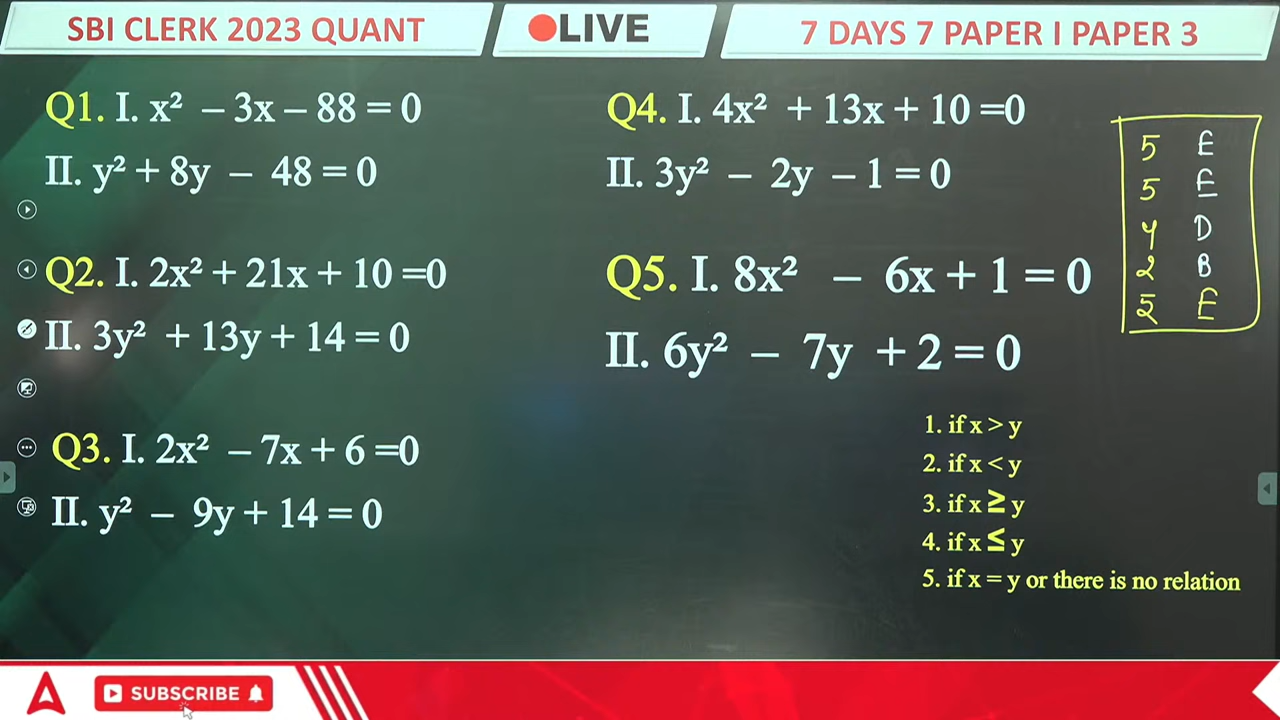 SBI CLERK 2023 QUANT
LIVE
7 DAYS 7 PAPER I PAPER 3
Q1. I. x² – 3x – 88 = 0
II. y² + 8y – 48 = 0
Q2. I. 2x² + 21x + 10 =0
II. 3y² + 13y + 14 = 0
Q3. I. 2x² – 7x + 6 =0
II. y² – 9y + 14 = 0
Q4. I. 4x² + 13x + 10 =0
II. 3y² – 2y – 1 = 0
Q5. I. 8x² – 6x + 1 = 0
II. 6y² – 7y + 2 = 0
5 E
5 E
4 D
2 B
5 E
1. if x > y
2. if x < y
3. if x ≥ y
4. if x ≤ y
5. if x = y or there is no relation
SUBSCRIBE